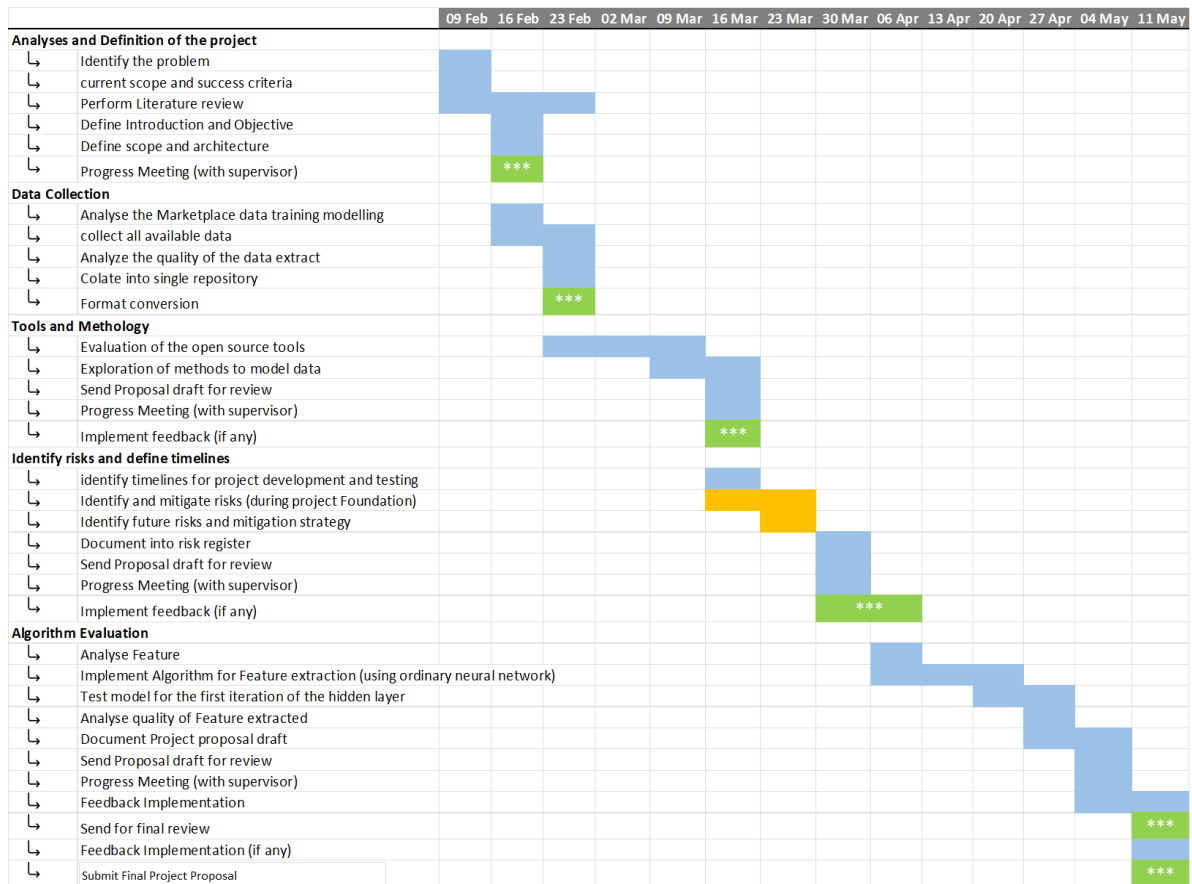 09 Feb 16 Feb 23 Feb 02 Mar 09 Mar 16 Mar 23 Mar 30 Mar 06 Apr 13 Apr 20 Apr 27 Apr 04 May 11 May
Analyses and Definition of the project
Identify the problem
current scope and success criteria
Perform Literature review
Define Introduction and Objective
Define scope and architecture
Progress Meeting (with supervisor) ***
Data Collection
Analyse the Marketplace data training modelling
collect all available data
Analyze the quality of the data extract
Colate into single repository
Format conversion ***
Tools and Methology
Evaluation of the open source tools
Exploration of methods to model data
Send Proposal draft for review
Progress Meeting (with supervisor)
Implement feedback (if any) ***
Identify risks and define timelines
identify timelines for project development and testing
Identify and mitigate risks (during project Foundation)
Identify future risks and mitigation strategy
Document into risk register
Send Proposal draft for review
Progress Meeting (with supervisor)
Implement feedback (if any) ***
Algorithm Evaluation
Analyse Feature
Implement Algorithm for Feature extraction (using ordinary neural network)
Test model for the first iteration of the hidden layer
Analyse quality of Feature extracted
Document Project proposal draft
Send Proposal draft for review
Progress Meeting (with supervisor)
Feedback Implementation
Send for final review ***
Feedback Implementation (if any)
Submit Final Project Proposal ***